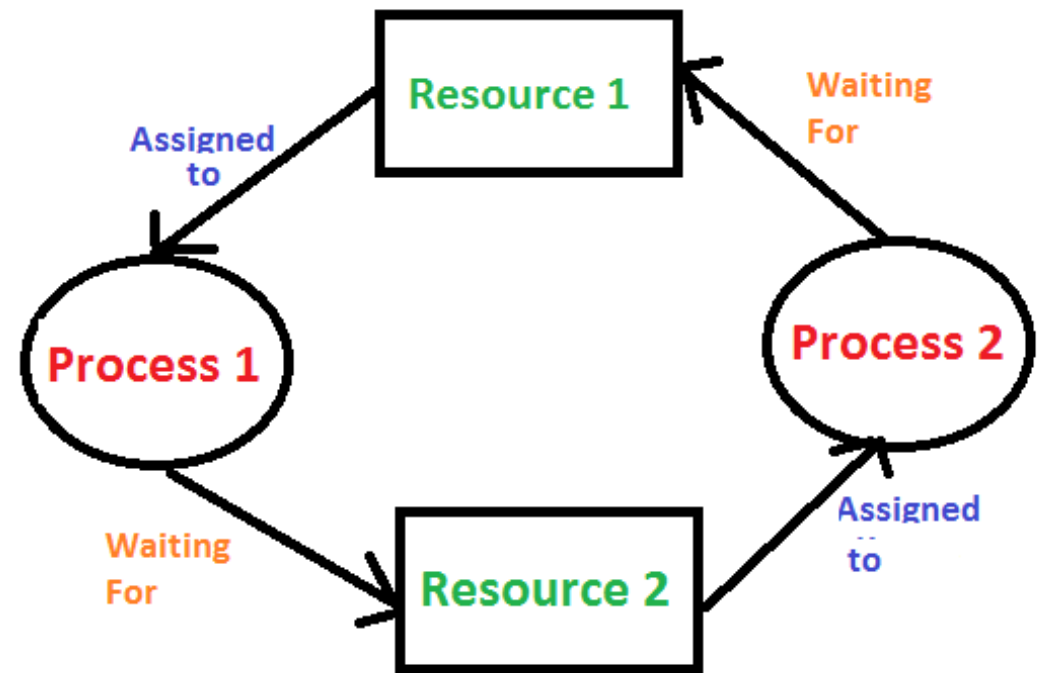 Resource 1
Waiting
For
Assigned
to
Process 1
Process 2
Waiting
For
Resource 2
Assigned
to